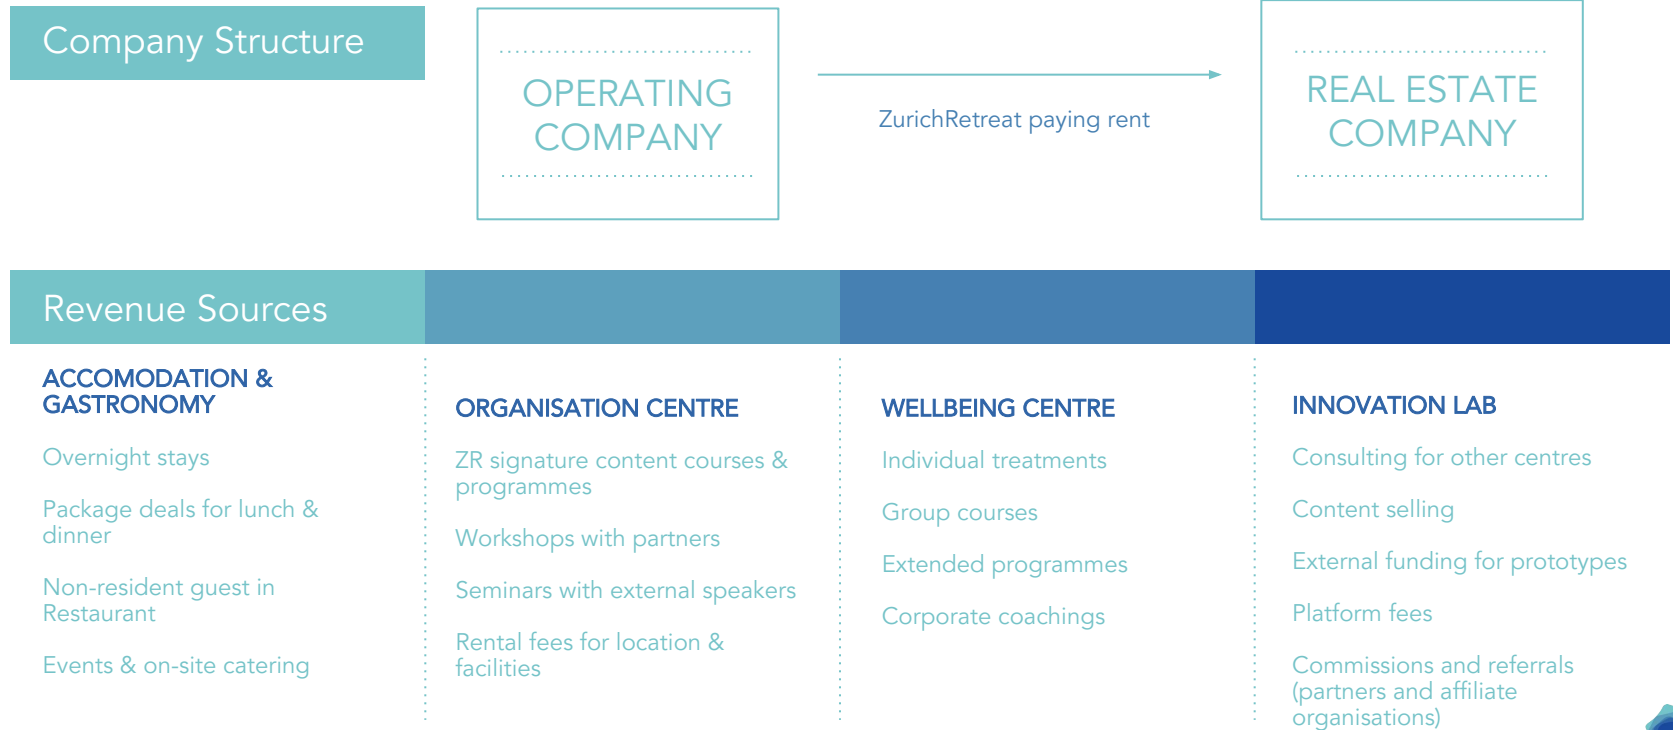 Company Structure
OPERATING
COMPANY
ZurichRetreat paying rent
REAL ESTATE
COMPANY
Revenue Sources
ACCOMODATION &
GASTRONOMY
Overnight stays
Package deals for lunch &
dinner
Non-resident guest in
Restaurant
Events & on-site catering
ORGANISATION CENTRE
ZR signature content courses &
programmes
Workshops with partners
Seminars with external speakers
Rental fees for location &
facilities
WELLBEING CENTRE
Individual treatments
Group courses
Extended programmes
Corporate coachings
INNOVATION LAB
Consulting for other centres
Content selling
External funding for prototypes
Platform fees
Commissions and referrals
(partners and affiliate
organisations)